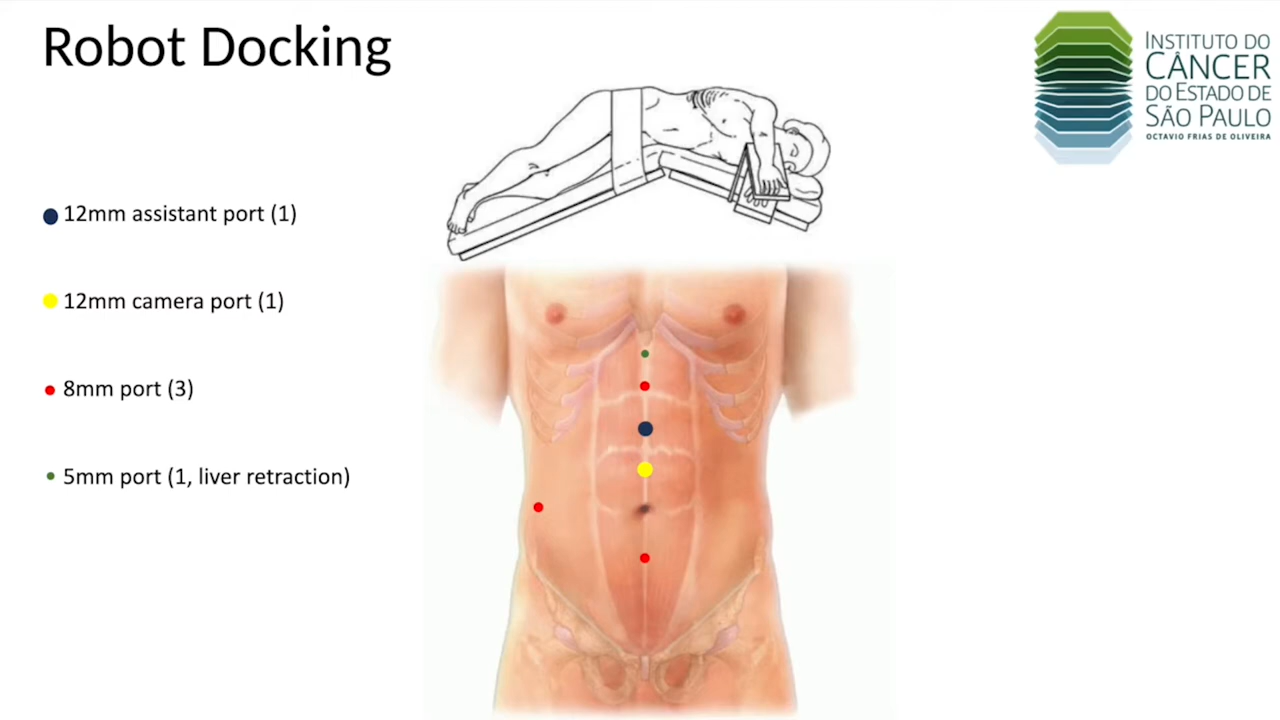 Robot Docking
INSTITUTO DO
CÂNCER
DO ESTADO DE
SÃO PAULO
OCTAVIO FRIAS DE OLIVEIRA
12mm assistant port (1)
12mm camera port (1)
8mm port (3)
5mm port (1, liver retraction)